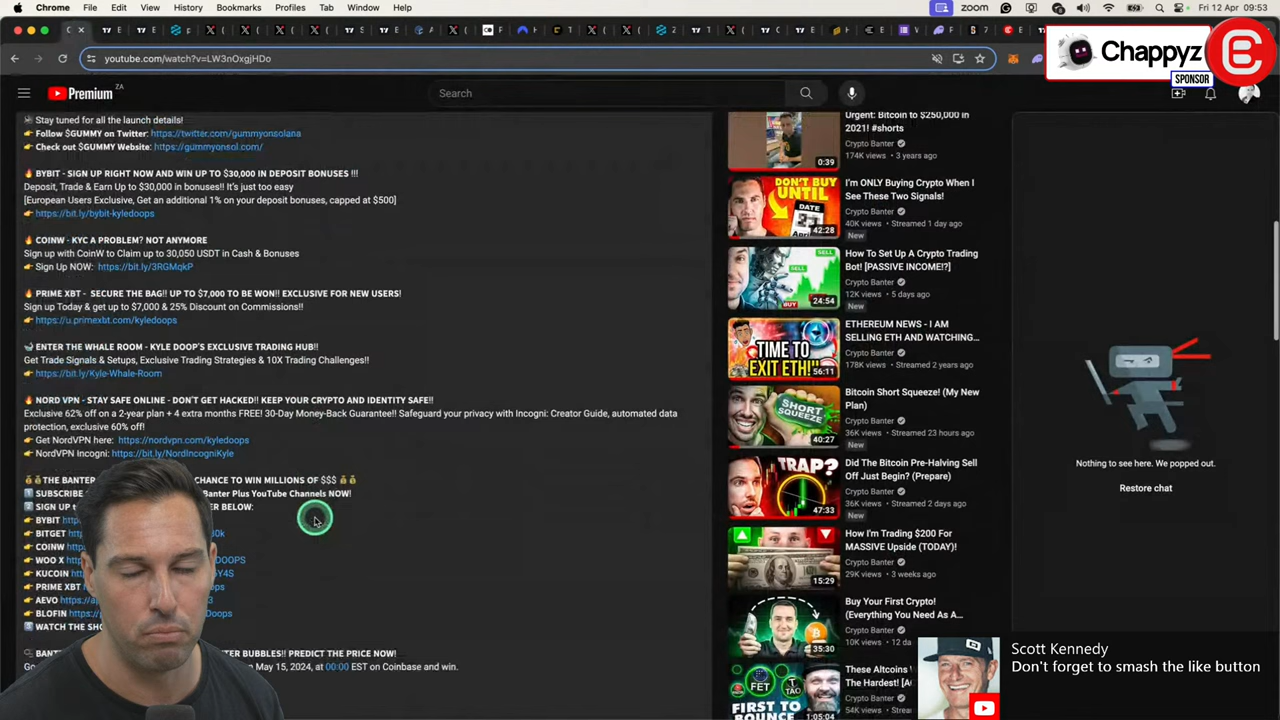 Chrome File Edit View History Bookmarks Profiles Tab Window Help
zoom
Fri 12 Apr 09:53
youtube.com/watch?v=LW3nOxgjHDo
Chappyz
SPONSOR
Premium ZA
Search
Stay tuned for all the launch details!
Follow $GUMMY on Twitter: https://twitter.com/gummyonsolana
Check out $GUMMY Website: https://gummyonsol.com/
BYBIT - SIGN UP RIGHT NOW AND WIN UP TO $30,000 IN DEPOSIT BONUSES !!!
Deposit, Trade & Earn Up to $30,000 in bonuses!! It's just too easy
[European Users Exclusive, Get an additional 1% on your deposit bonuses, capped at $500]
https://bit.ly/bybit-kyledoops
COINW - KYC A PROBLEM? NOT ANYMORE
Sign up with CoinW to Claim up to 30,050 USDT in Cash & Bonuses
Sign Up NOW: https://bit.ly/3RGMqkP
PRIME XBT - SECURE THE BAG!! UP TO $7,000 TO BE WON!! EXCLUSIVE FOR NEW USERS!
Sign up Today & get up to $7,000 & 25% Discount on Commissions!!
https://u.primexbt.com/kyledoops
ENTER THE WHALE ROOM - KYLE DOOP'S EXCLUSIVE TRADING HUB!!
Get Trade Signals & Setups, Exclusive Trading Strategies & 10X Trading Challenges!!
https://bit.ly/Kyle-Whale-Room
NORD VPN - STAY SAFE ONLINE - DON'T GET HACKED!! KEEP YOUR CRYPTO AND IDENTITY SAFE!!
Exclusive 62% off on a 2-year plan + 4 extra months FREE! 30-Day Money-Back Guarantee!! Safeguard your privacy with Incogni: Creator Guide, automated data
protection, exclusive 60% off!
Get NordVPN here: https://nordvpn.com/kyledoops
NordVPN Incogni: https://bit.ly/NordIncogniKyle
THE BANTER CHANCE TO WIN MILLIONS OF $$$
SUBSCRIBE Banter Plus YouTube Channels NOW!
SIGN UP BELOW:
BYBIT
BITGET
COINW
WOO X
KUCOIN
PRIME XBT
AEVO
BLOFIN
WATCH THE
BUBBLES!! PREDICT THE PRICE NOW!
on May 15, 2024, at 00:00 EST on Coinbase and win.
Urgent: Bitcoin to $250,000 in
2021! #shorts
Crypto Banter
174K views • 3 years ago
0:39
I'm ONLY Buying Crypto When I
See These Two Signals!
Crypto Banter
40K views • Streamed 1 day ago
New
DON'T BUY
UNTIL
DATE
42:28
How To Set Up A Crypto Trading
Bot! [PASSIVE INCOME!?]
Crypto Banter
12K views • 5 days ago
New
SELL
BUY
24:54
ETHEREUM NEWS - I AM
SELLING ETH AND WATCHING...
Crypto Banter
178K views • Streamed 2 years ago
TIME TO
EXIT ETH!
56:11
Bitcoin Short Squeeze! (My New
Plan)
Crypto Banter
36K views • Streamed 23 hours ago
New
SHORT
SQUEEZE
40:27
Did The Bitcoin Pre-Halving Sell
Off Just Begin? (Prepare)
Crypto Banter
36K views • Streamed 2 days ago
New
TRAP?
47:33
How I'm Trading $200 For
MASSIVE Upside (TODAY)!
Crypto Banter
29K views • 3 weeks ago
15:29
Buy Your First Crypto!
(Everything You Need As A...
Crypto Banter
35:30
These Altcoins
The Hardest!
Crypto Banter
54K views
FET
TAO
FIRST TO
BOUNCE
1:05:04
Nothing to see here. We popped out.
Restore chat
Scott Kennedy
Don't forget to smash the like button